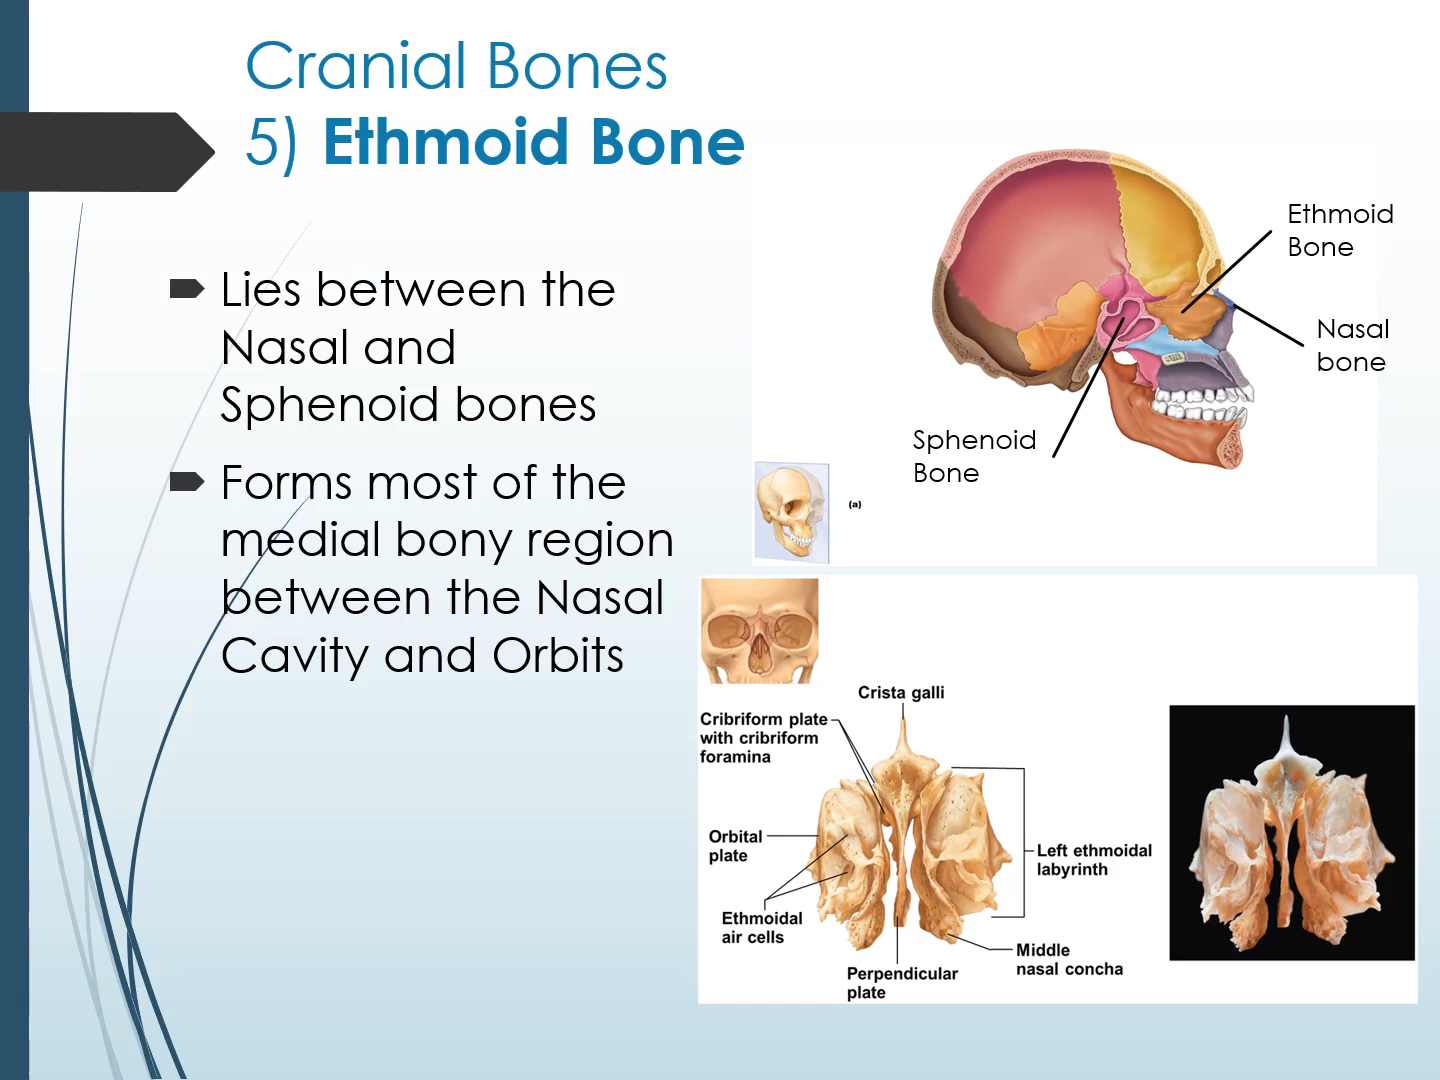 Cranial Bones
5) Ethmoid Bone
Lies between the
Nasal and
Sphenoid bones
Forms most of the
medial bony region
between the Nasal
Cavity and Orbits
Ethmoid
Bone
Nasal
bone
Sphenoid
Bone
(a)
Crista galli
Cribriform plate
with cribriform
foramina
Orbital
plate
Left ethmoidal
labyrinth
Ethmoidal
air cells
Middle
nasal concha
Perpendicular
plate